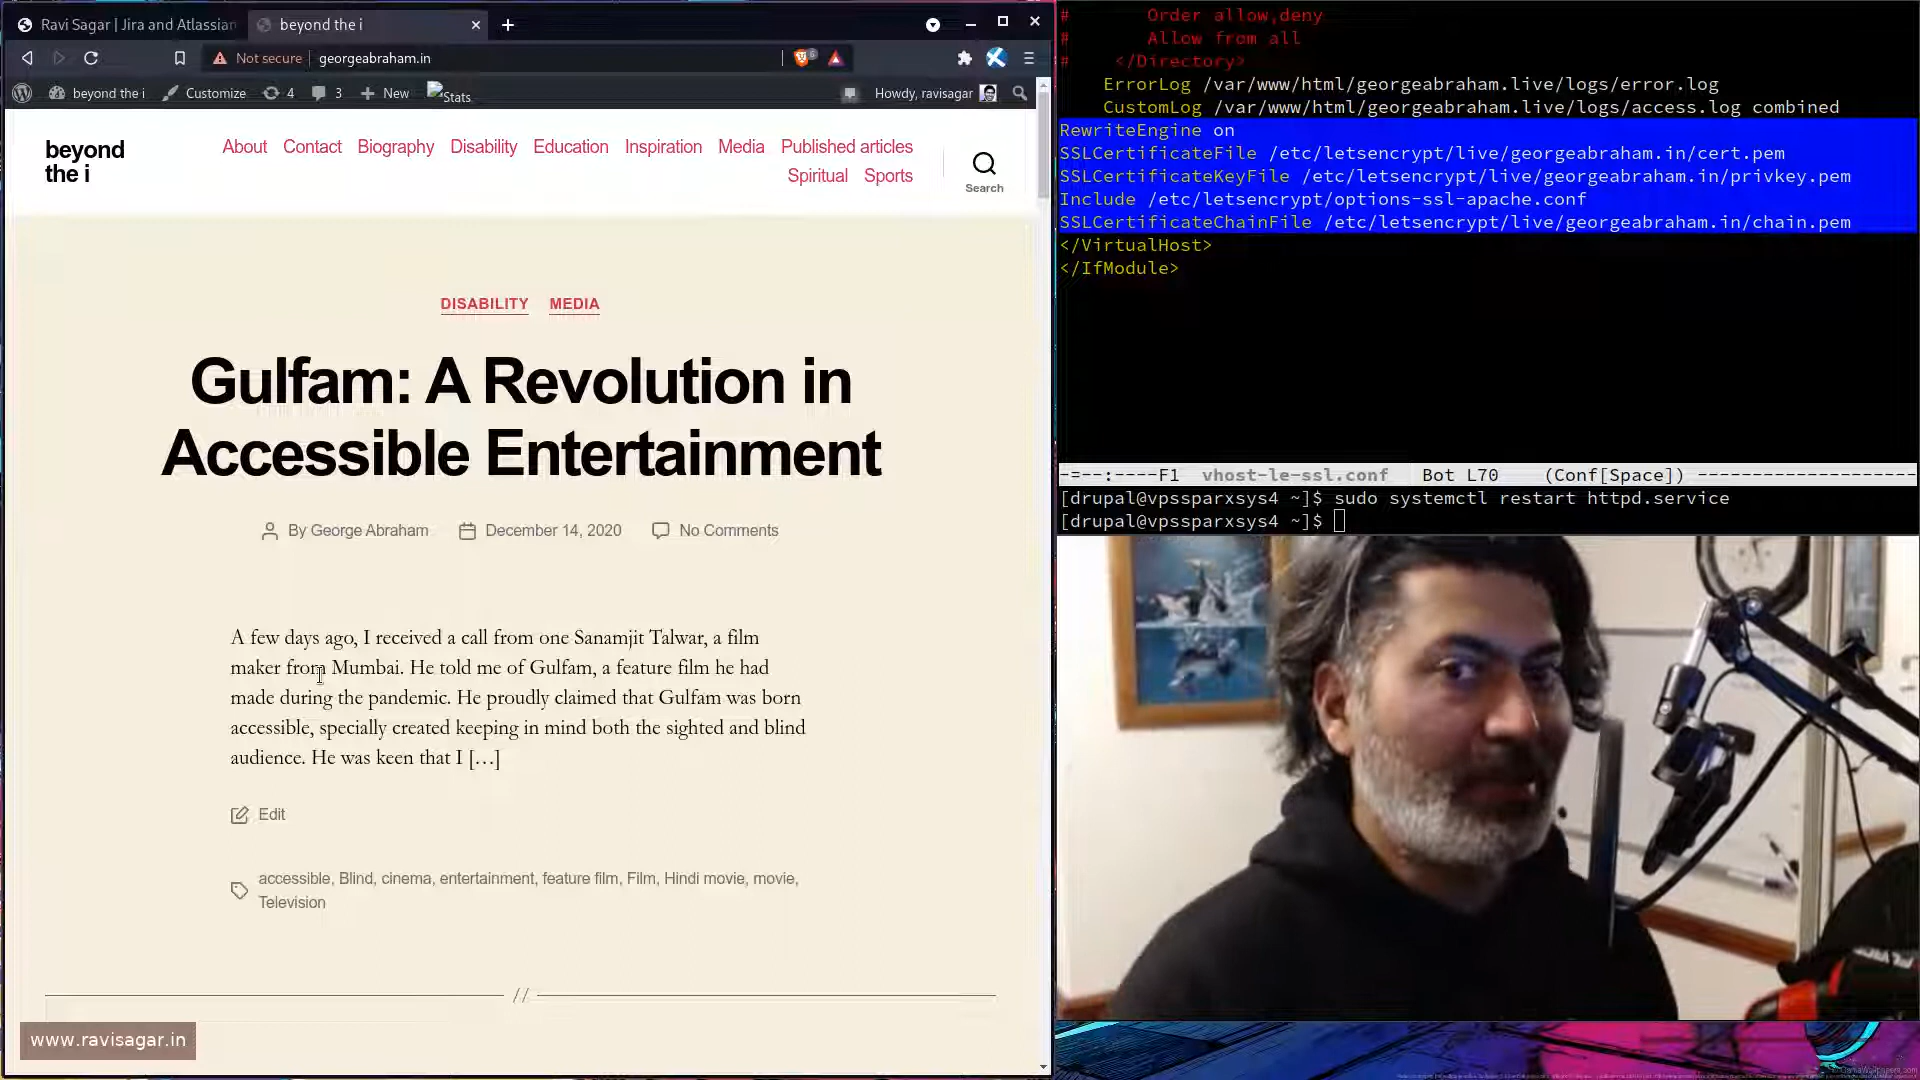 Ravi Sagar | Jira and Atlassian
beyond the i
Not secure georgeabraham.in
beyond the i Customize 4 3 New Stats Howdy, ravisagar
beyond
the i
About Contact Biography Disability Education Inspiration Media Published articles
Spiritual Sports
Search
DISABILITY MEDIA
Gulfam: A Revolution in
Accessible Entertainment
By George Abraham December 14, 2020 No Comments
A few days ago, I received a call from one Sanamjit Talwar, a film
maker from Mumbai. He told me of Gulfam, a feature film he had
made during the pandemic. He proudly claimed that Gulfam was born
accessible, specially created keeping in mind both the sighted and blind
audience. He was keen that I […]
Edit
accessible, Blind, cinema, entertainment, feature film, Film, Hindi movie, movie,
Television
//
www.ravisagar.in
# Order allow,deny
# Allow from all
# </Directory>
ErrorLog /var/www/html/georgeabraham.live/logs/error.log
CustomLog /var/www/html/georgeabraham.live/logs/access.log combined
RewriteEngine on
SSLCertificateFile /etc/letsencrypt/live/georgeabraham.in/cert.pem
SSLCertificateKeyFile /etc/letsencrypt/live/georgeabraham.in/privkey.pem
Include /etc/letsencrypt/options-ssl-apache.conf
SSLCertificateChainFile /etc/letsencrypt/live/georgeabraham.in/chain.pem
</VirtualHost>
</IfModule>
-=--:----F1 vhost-le-ssl.conf Bot L70 (Conf[Space]) ---------------------
[drupal@vpssparxsys4 ~]$ sudo systemctl restart httpd.service
[drupal@vpssparxsys4 ~]$